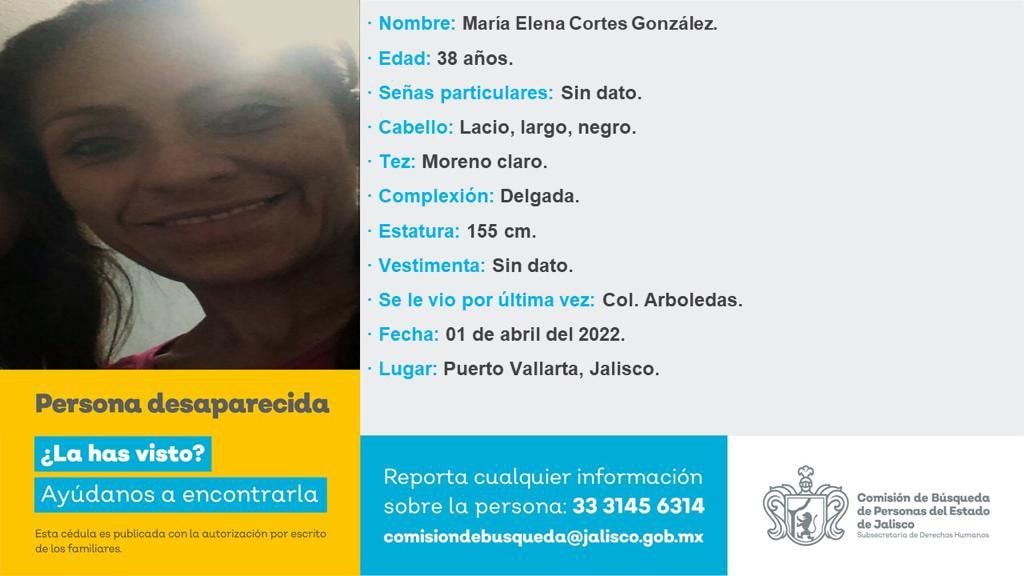 · Nombre: María Elena Cortes González.
· Edad: 38 años.
· Señas particulares: Sin dato.
· Cabello: Lacio, largo, negro.
· Tez: Moreno claro.
· Complexión: Delgada.
· Estatura: 155 cm.
· Vestimenta: Sin dato.
· Se le vio por última vez: Col. Arboledas.
· Fecha: 01 de abril del 2022.
· Lugar: Puerto Vallarta, Jalisco.
Persona desaparecida
¿La has visto?
Ayúdanos a encontrarla
Esta cédula es publicada con la autorización por escrito
de los familiares.
Reporta cualquier información
sobre la persona: 33 3145 6314
comisiondebusqueda@jalisco.gob.mx
Comisión de Búsqueda
de Personas del Estado
de Jalisco
Subsecretaría de Derechos Humanos